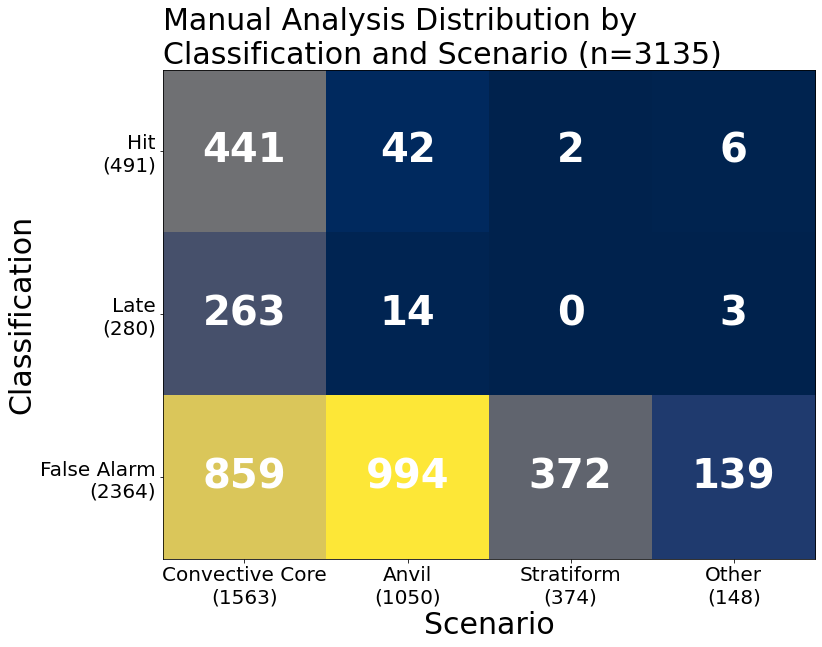 Manual Analysis Distribution by
Classification and Scenario (n=3135)
Classification
Hit
(491)
441 42 2 6
Late
(280)
263 14 0 3
False Alarm
(2364)
859 994 372 139
Convective Core Anvil Stratiform Other
(1563) (1050) (374) (148)
Scenario